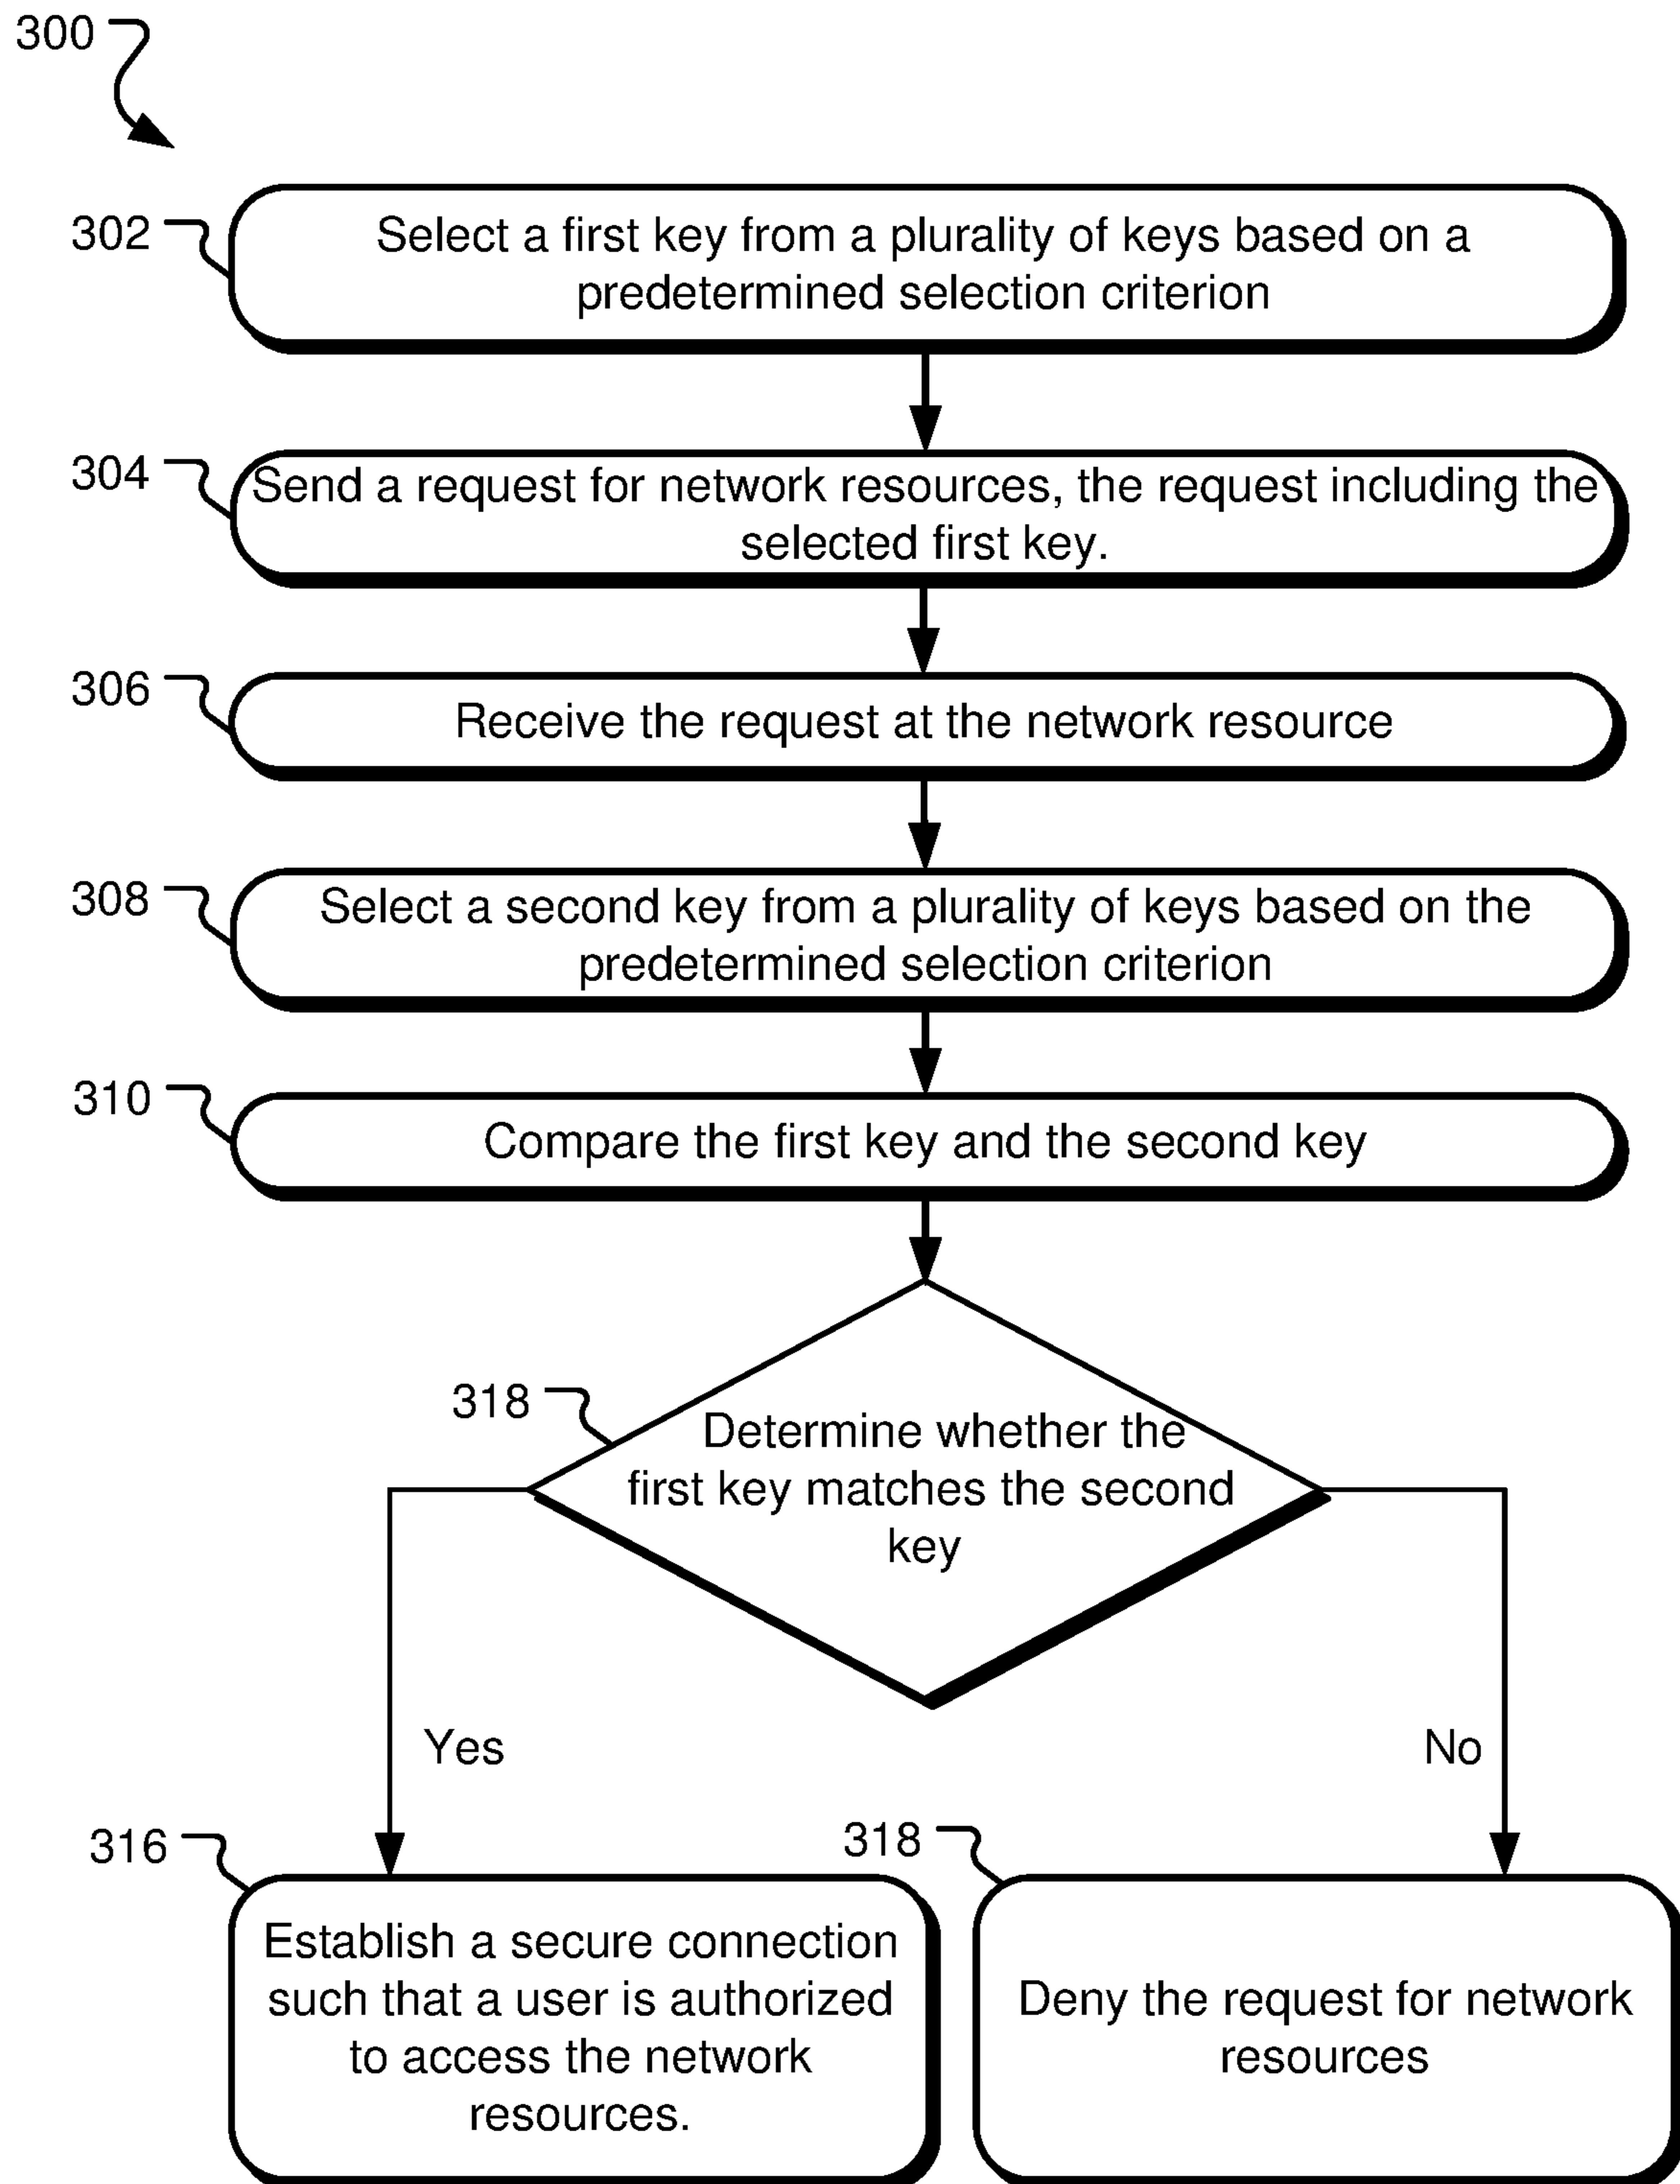 300
302
Select a first key from a plurality of keys based on a
predetermined selection criterion
304
Send a request for network resources, the request including the
selected first key.
306
Receive the request at the network resource
308
Select a second key from a plurality of keys based on the
predetermined selection criterion
310
Compare the first key and the second key
318
Determine whether the
first key matches the second
key
Yes
No
316
Establish a secure connection
such that a user is authorized
to access the network
resources.
318
Deny the request for network
resources